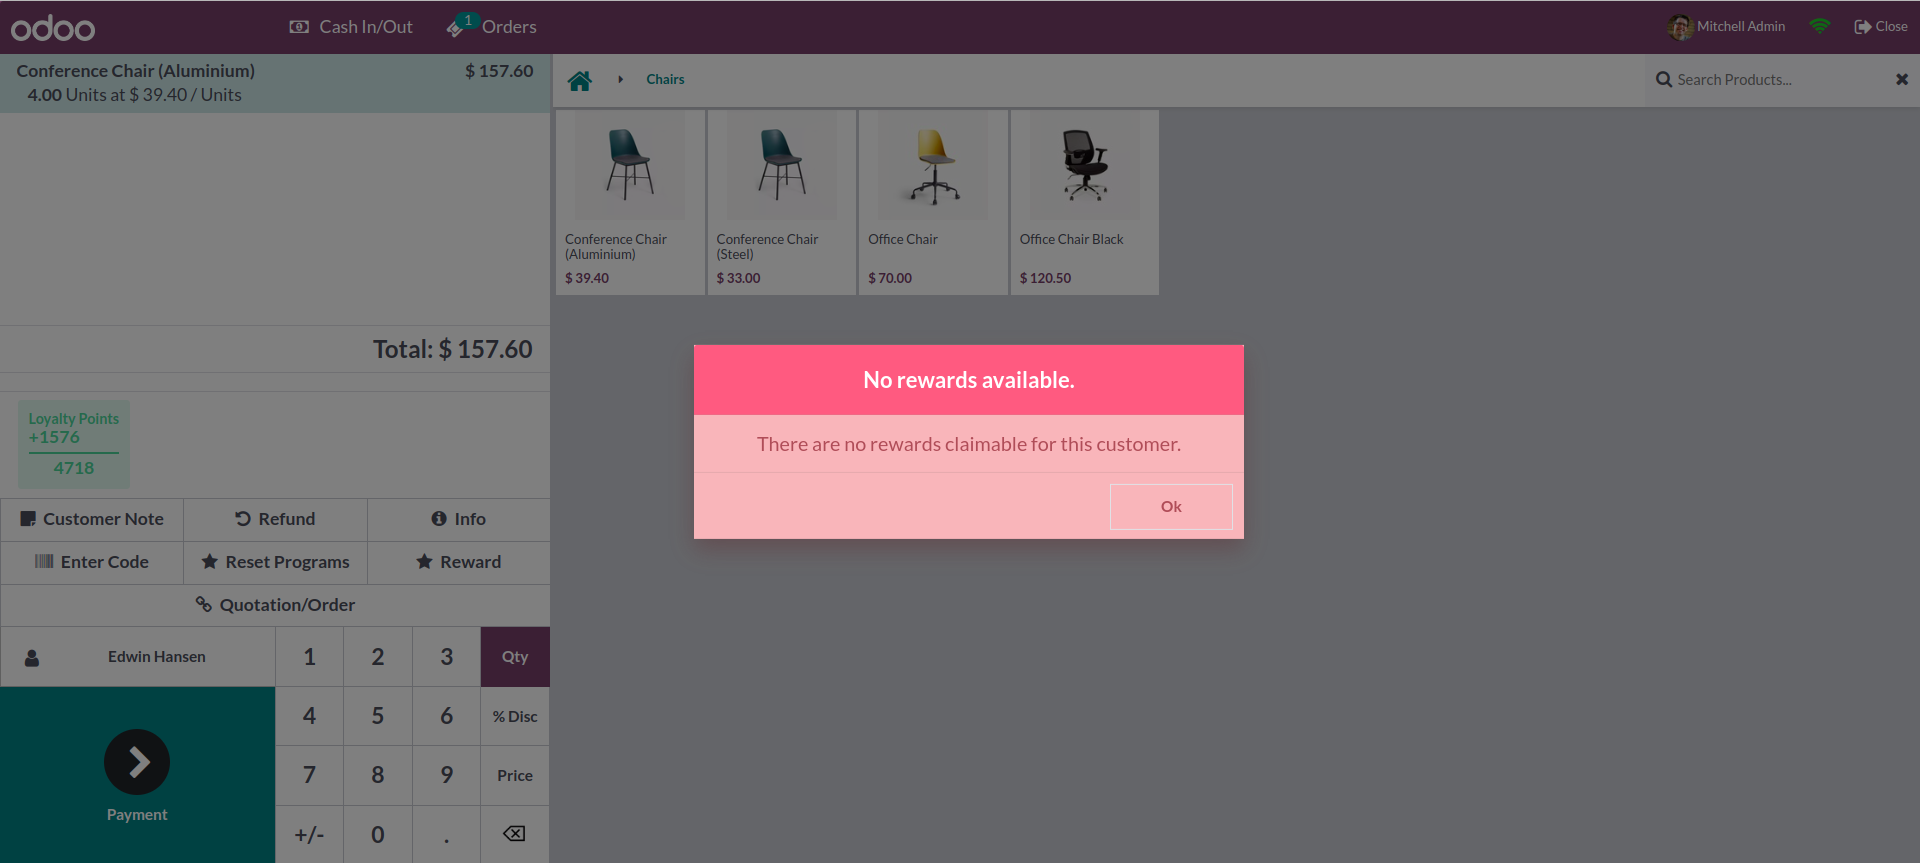 odoo
Cash In/Out
1
Orders
Mitchell Admin
Close
Conference Chair (Aluminium)
$ 157.60
4.00 Units at $ 39.40 / Units
Total: $ 157.60
Loyalty Points
+1576
4718
Customer Note
Refund
Info
Enter Code
Reset Programs
Reward
Quotation/Order
Edwin Hansen
1
2
3
Qty
4
5
6
% Disc
7
8
9
Price
+/-
0
.
Payment
Chairs
Search Products...
Conference Chair
(Aluminium)
$ 39.40
Conference Chair
(Steel)
$ 33.00
Office Chair
$ 70.00
Office Chair Black
$ 120.50
No rewards available.
There are no rewards claimable for this customer.
Ok